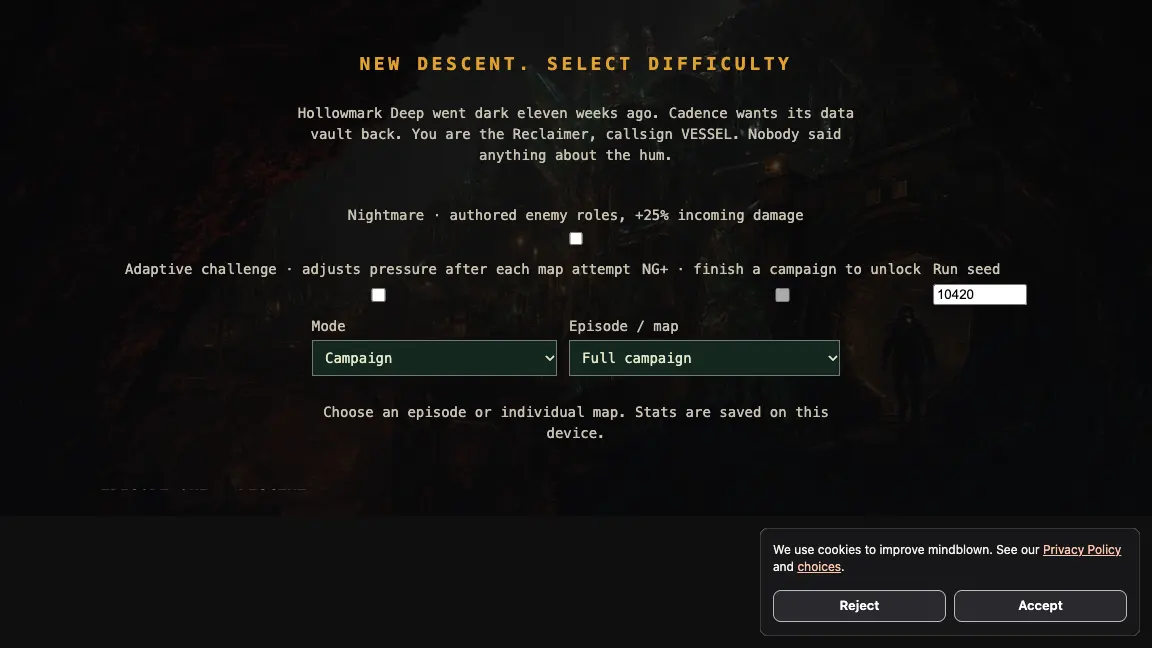 NEW DESCENT. SELECT DIFFICULTY
Hollowmark Deep went dark eleven weeks ago. Cadence wants its data
vault back. You are the Reclaimer, callsign VESSEL. Nobody said
anything about the hum.
Nightmare · authored enemy roles, +25% incoming damage
Adaptive challenge · adjusts pressure after each map attempt NG+ · finish a campaign to unlock Run seed
10420
Mode Episode / map
Campaign Full campaign
Choose an episode or individual map. Stats are saved on this
device.
We use cookies to improve mindblown. See our Privacy Policy
and choices.
Reject Accept